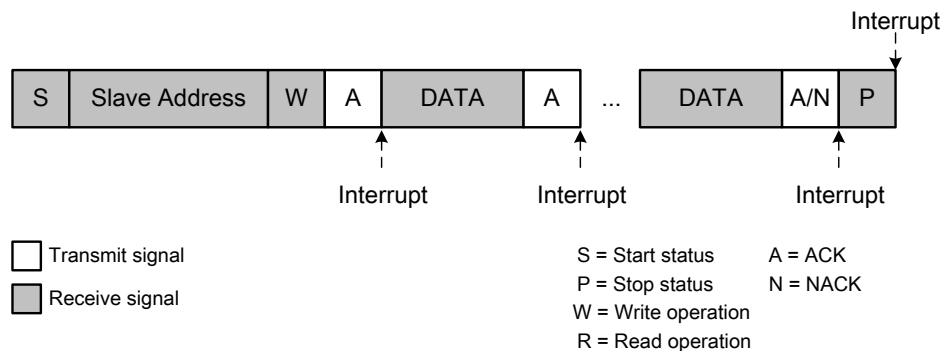 Interrupt
S Slave Address W A DATA A ... DATA A/N P
Interrupt Interrupt Interrupt
Transmit signal
Receive signal
S = Start status A = ACK
P = Stop status N = NACK
W = Write operation
R = Read operation